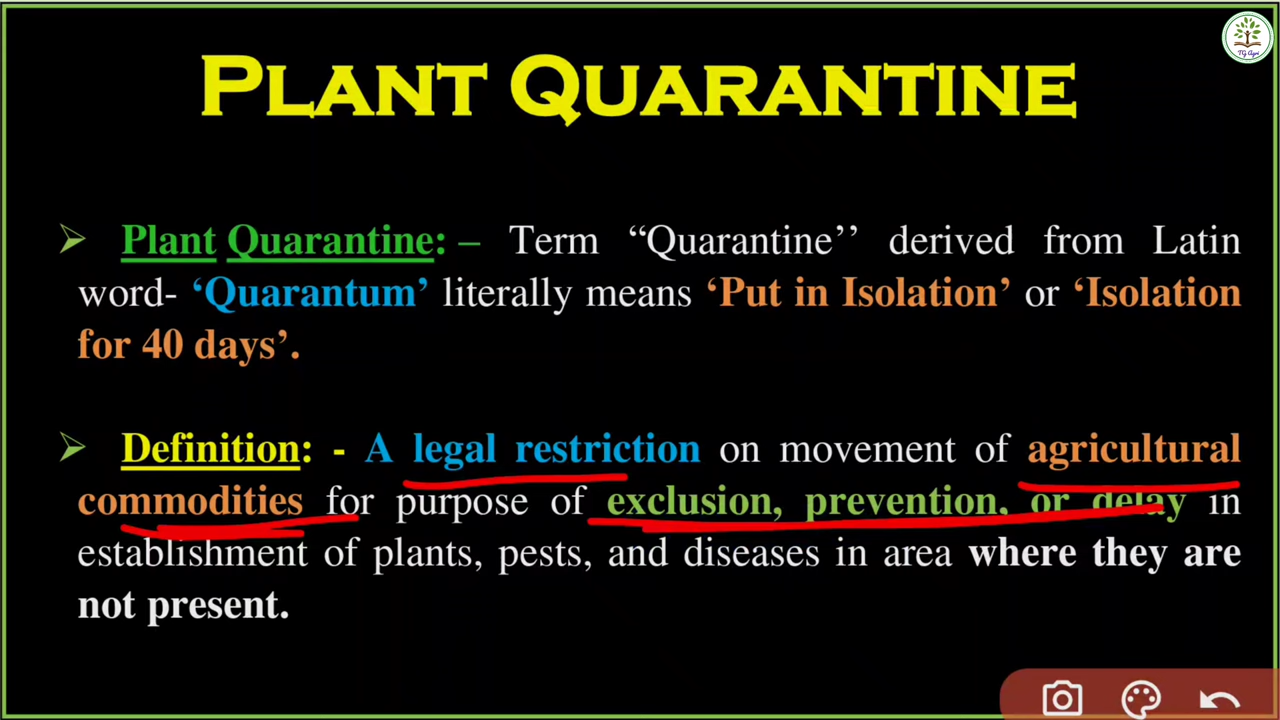 TG Agri
PLANT QUARANTINE
➢ Plant Quarantine: – Term “Quarantine’’ derived from Latin
word- ‘Quarantum’ literally means ‘Put in Isolation’ or ‘Isolation
for 40 days’.
➢ Definition: - A legal restriction on movement of agricultural
commodities for purpose of exclusion, prevention, or delay in
establishment of plants, pests, and diseases in area where they are
not present.